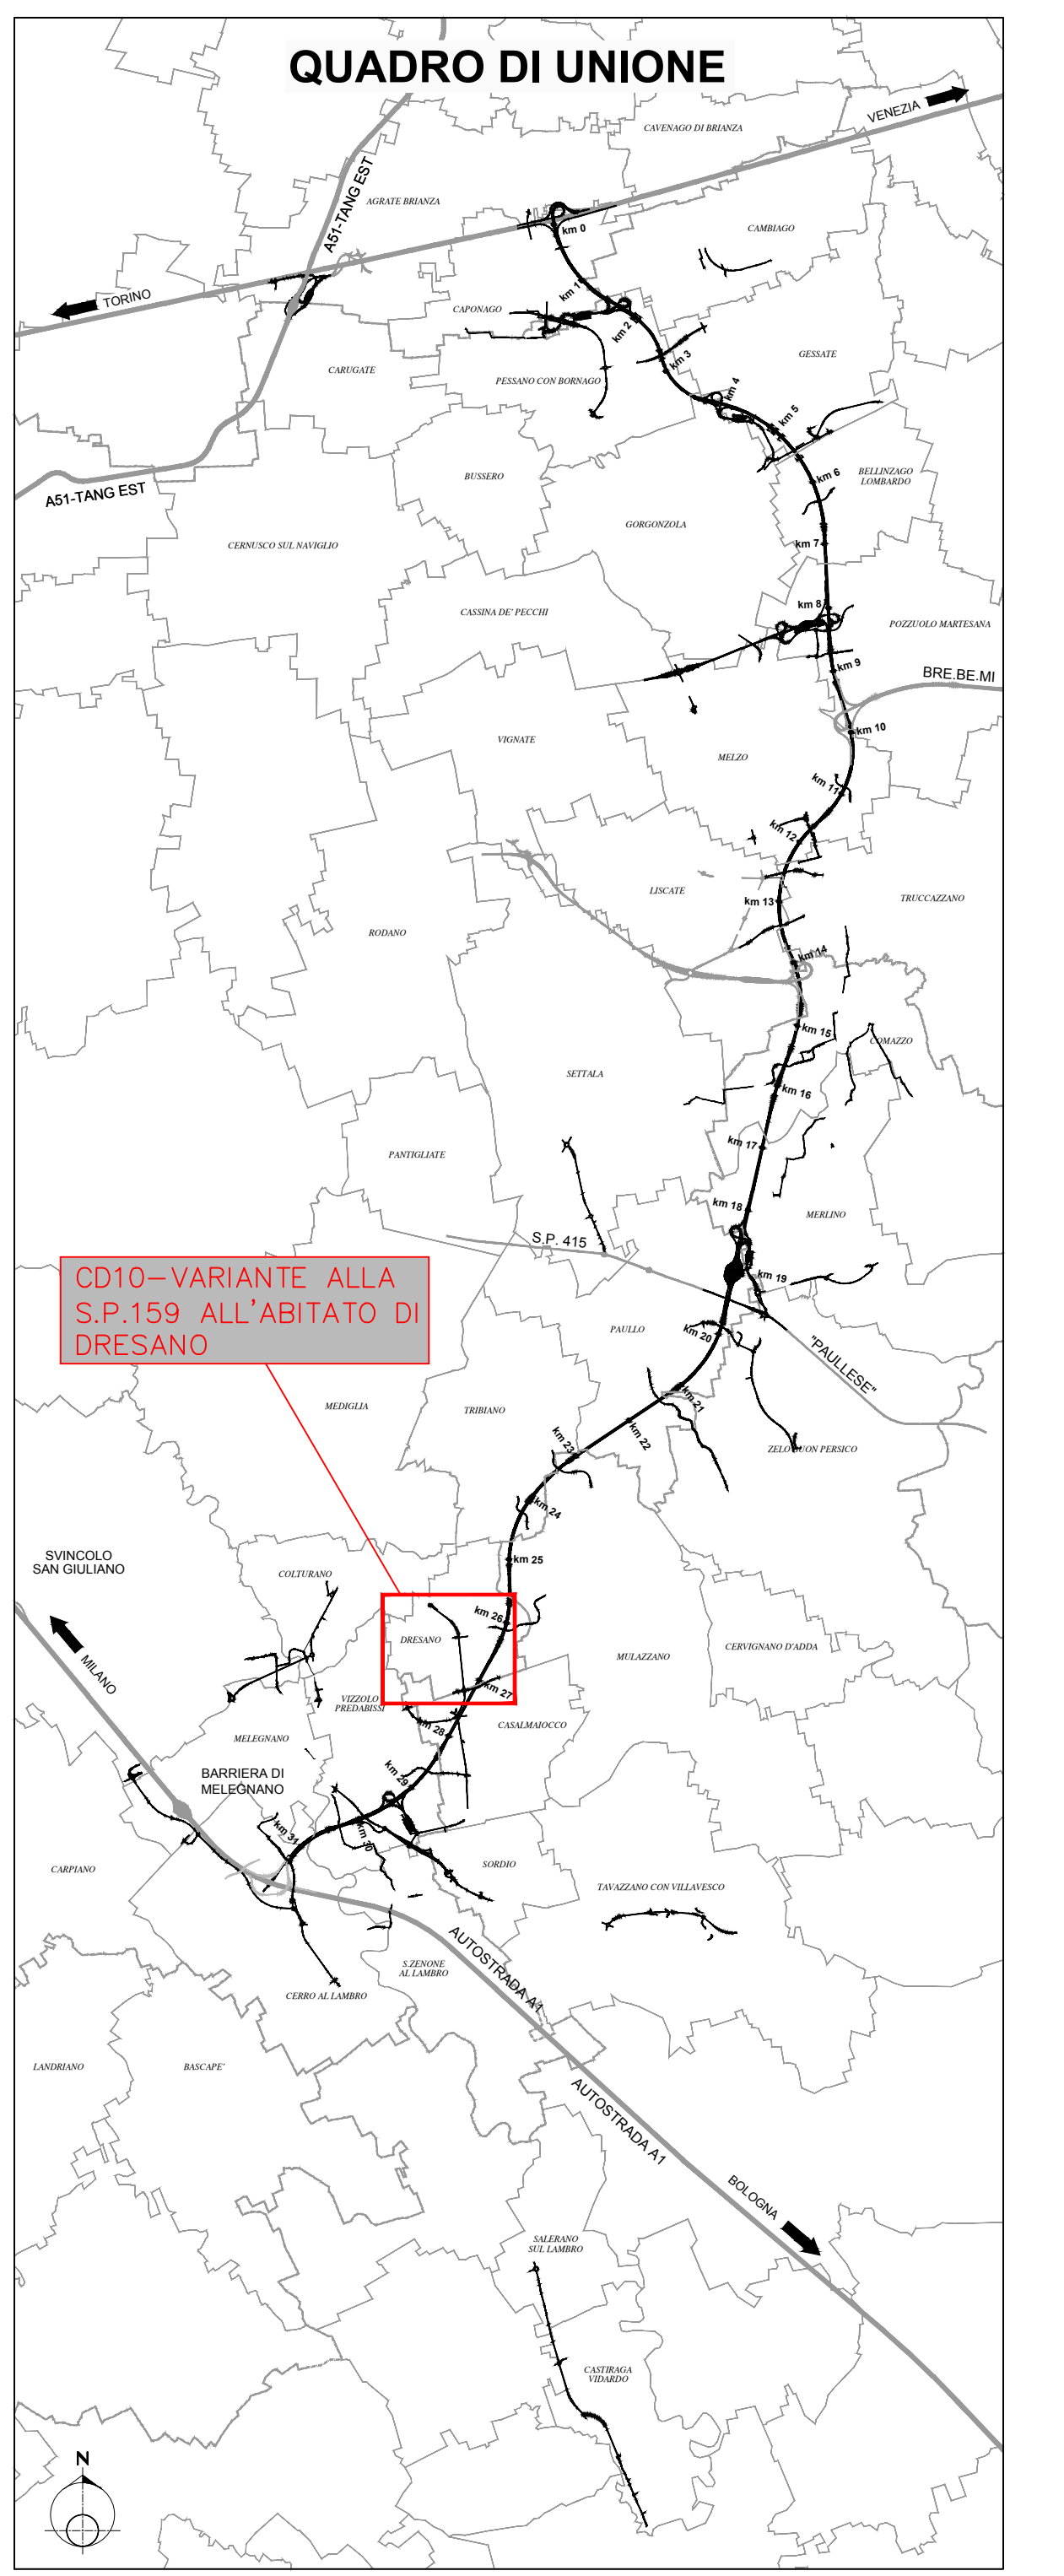 QUADRO DI UNIONE
VENEZIA
CAVENAGO DI BRIANZA
A51-TANG EST
AGRATE BRIANZA
km 0
CAMBIAGO
TORINO
km 1
CAPONAGO
km 2
km 3
GESSATE
CARUGATE
PESSANO CON BORNAGO
km 4
km 5
BUSSERO
km 6
BELLINZAGO
LOMBARDO
A51-TANG EST
GORGONZOLA
CERNUSCO SUL NAVIGLIO
km 7
km 8
CASSINA DE' PECCHI
POZZUOLO MARTESANA
km 9
BRE.BE.MI
km 10
VIGNATE
MELZO
km 11
km 12
LISCATE
TRUCCAZZANO
km 13
RODANO
km 14
km 15
COMAZZO
SETTALA
km 16
km 17
PANTIGLIATE
km 18
MERLINO
S.P. 415
CD10-VARIANTE ALLA
S.P.159 ALL'ABITATO DI
DRESANO
km 19
PAULLO
km 20
"PAULLESE"
km 21
MEDIGLIA
TRIBIANO
km 22
km 23
ZELO BUON PERSICO
km 24
SVINCOLO
SAN GIULIANO
km 25
COLTURANO
km 26
DRESANO
MULAZZANO
CERVIGNANO D'ADDA
MILANO
km 27
VIZZOLO
PREDABISSI
km 28
CASALMAIOCCO
MELEGNANO
BARRIERA DI
MELEGNANO
km 29
km 31
km 30
CARPIANO
SORDIO
TAVAZZANO CON VILLAVESCO
AUTOSTRADA A1
S.ZENONE
AL LAMBRO
CERRO AL LAMBRO
LANDRIANO
BASCAPE'
AUTOSTRADA A1
BOLOGNA
SALERANO
SUL LAMBRO
CASTIRAGA
VIDARDO
N